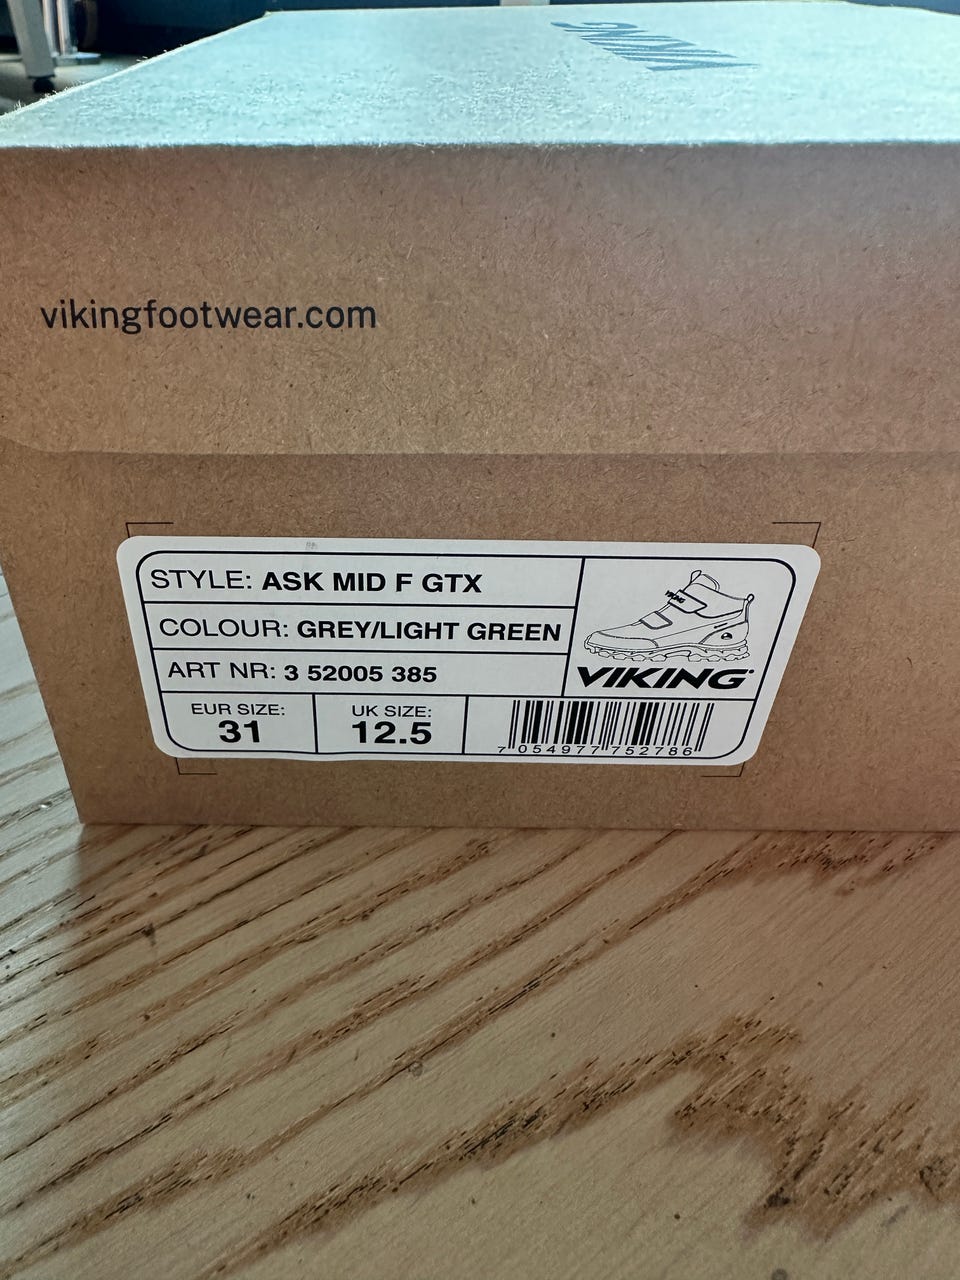 VIKING
vikingfootwear.com
STYLE: ASK MID F GTX
COLOUR: GREY/LIGHT GREEN
ART NR: 3 52005 385
VIKING
VIKING
EUR SIZE:
31
UK SIZE:
12.5
7 054977 752786